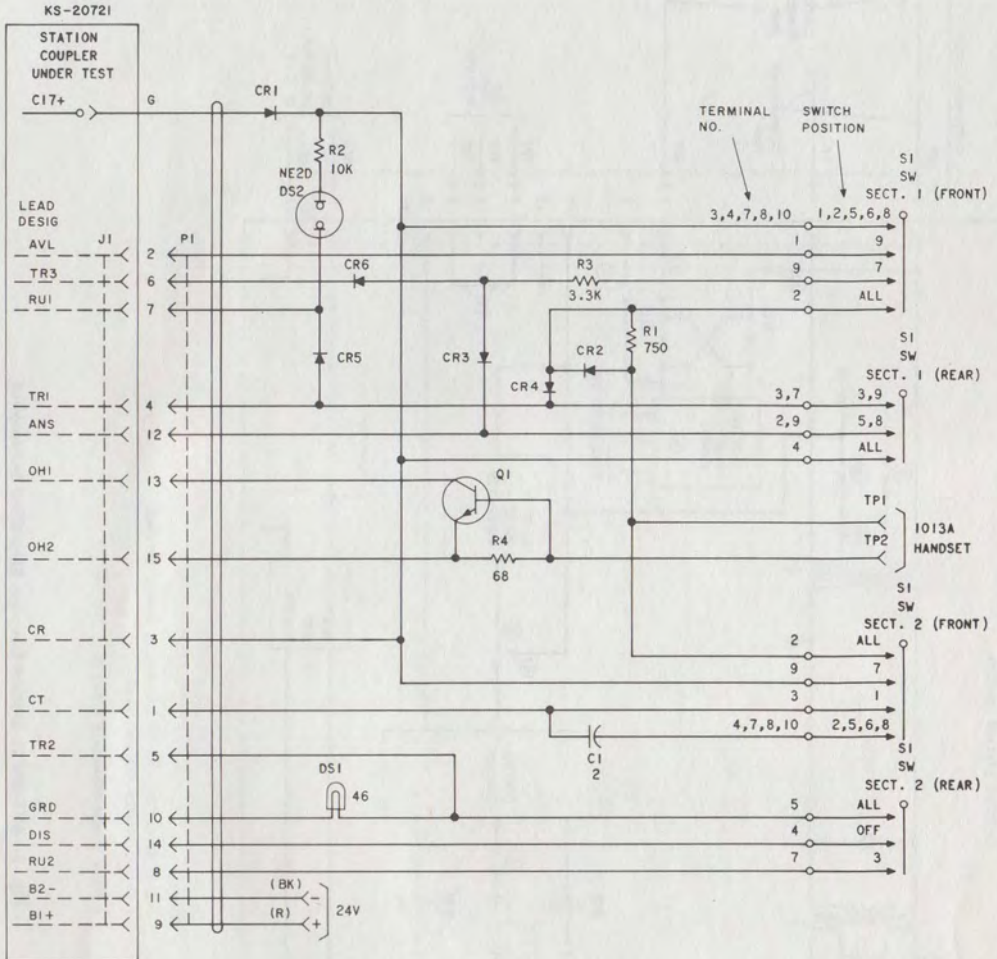 KS-20721
STATION
COUPLER
UNDER TEST
C17+
G
CR1
R2
10K
NE2D
DS2
TERMINAL
NO.
SWITCH
POSITION
S1
SW
SECT. 1 (FRONT)
3,4,7,8,10 1,2,5,6,8
LEAD
DESIG
J1 P1
AVL 2 1 9
TR3 6 CR6 R3 9 7
3.3K
RU1 7 2 ALL
R1
750
CR5 CR3 CR2
CR4
S1
SW
SECT. 1 (REAR)
TR1 4 3,7 3,9
ANS 12 2,9 5,8
4 ALL
OH1 13 Q1
TP1
TP2
1013A
HANDSET
OH2 15 R4
68
S1
SW
SECT. 2 (FRONT)
CR 3 2 ALL
9 7
CT 1 3 1
4,7,8,10 2,5,6,8
C1
2
TR2 5
S1
SW
SECT. 2 (REAR)
DS1
46
GRD 10 5 ALL
DIS 14 4 OFF
RU2 8 7 3
B2- 11 (BK) -
24V
B1+ 9 (R) +